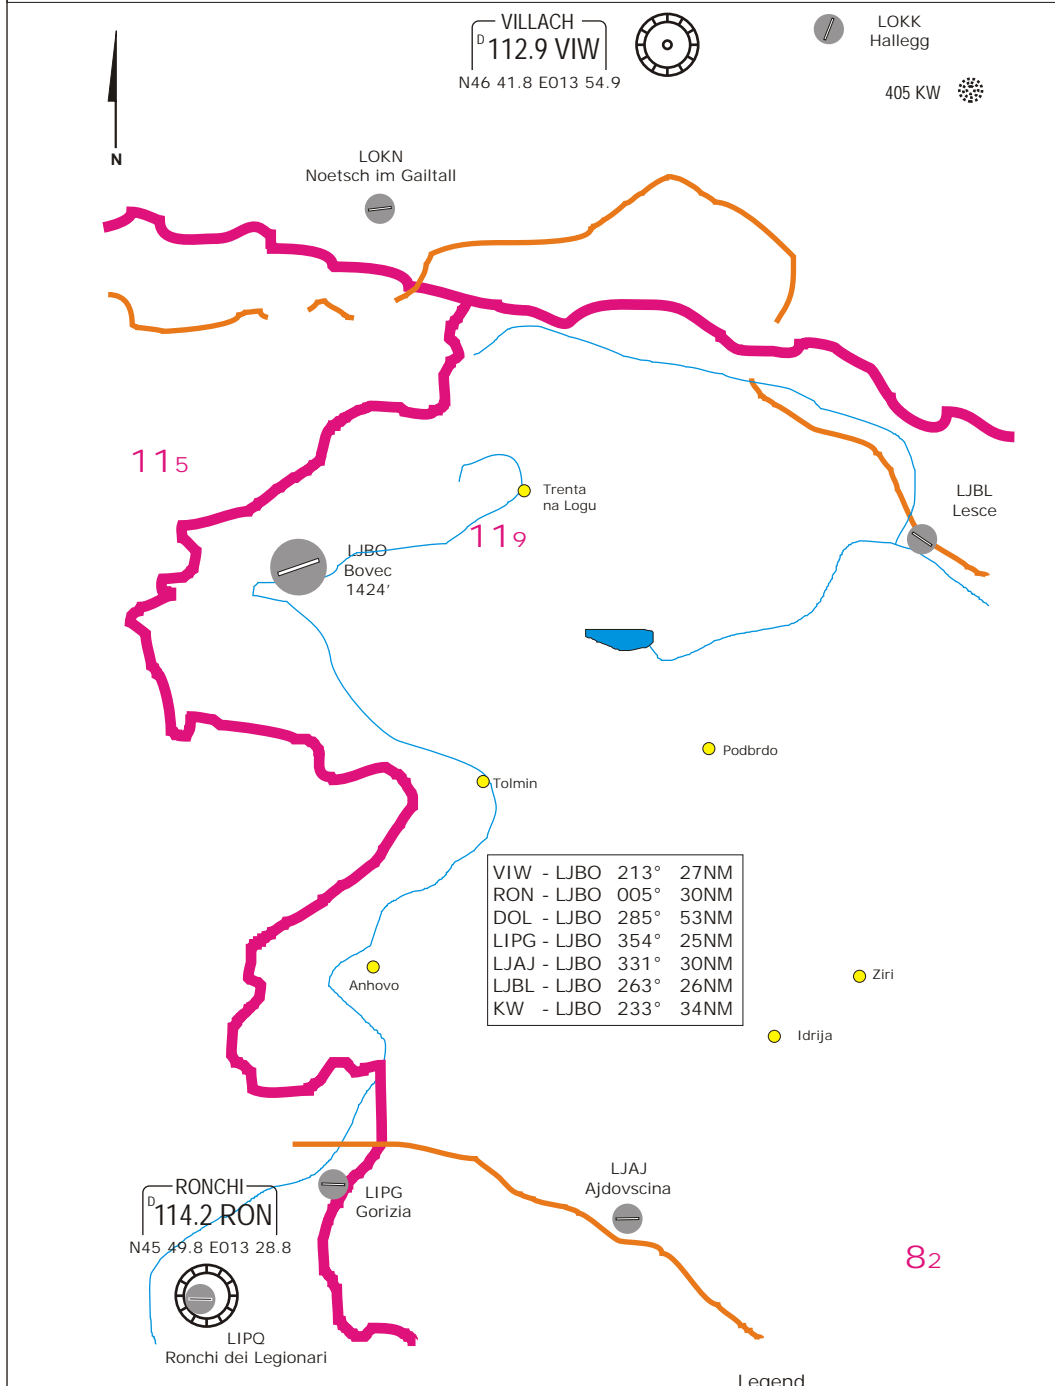 VILLACH
D 112.9 VIW
N46 41.8 E013 54.9
LOKK
Hallegg
405 KW
N
LOKN
Noetsch im Gailtall
115
Trenta
na Logu
LJBL
Lesce
119
LJBO
Bovec
1424'
Podbrdo
Tolmin
VIW - LJBO 213° 27NM
RON - LJBO 005° 30NM
DOL - LJBO 285° 53NM
LIPG - LJBO 354° 25NM
LJAJ - LJBO 331° 30NM
LJBL - LJBO 263° 26NM
KW - LJBO 233° 34NM
Anhovo
Ziri
Idrija
LJAJ
Ajdovscina
RONCHI
D 114.2 RON
N45 49.8 E013 28.8
LIPG
Gorizia
82
LIPQ
Ronchi dei Legionari
Legend